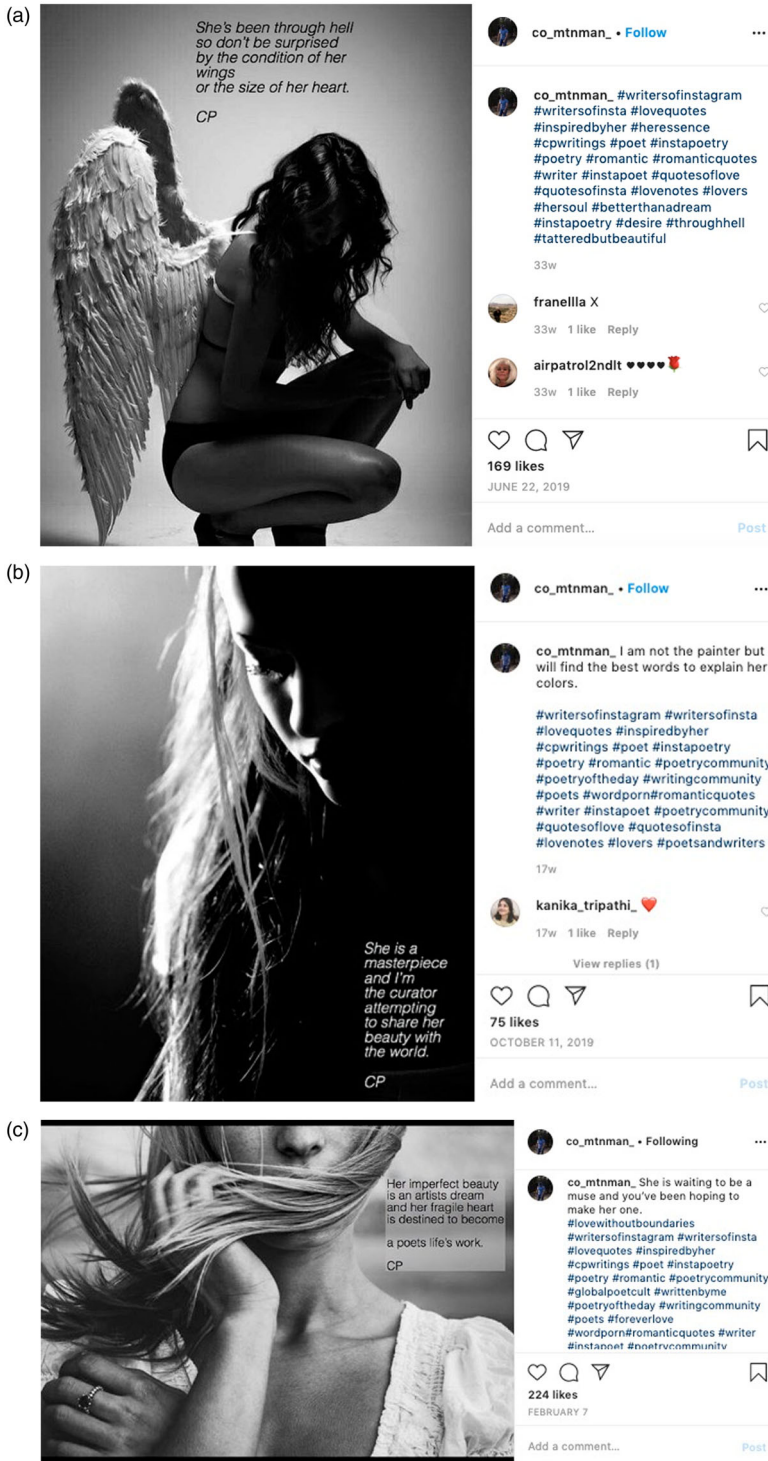 (a)
She's been through hell
so don't be surprised
by the condition of her
wings
or the size of her heart.
CP
co_mtnman_ • Follow
co_mtnman_ #writersofinstagram
#writersofinsta #lovequotes
#inspiredbyher #heressence
#cpwritings #poet #instapoetry
#poetry #romantic #romanticquotes
#writer #instapoet #quotesoflove
#quotesofinsta #lovenotes #lovers
#hersoul #betterthanadream
#instapoetry #desire #throughhell
#tatteredbutbeautiful
33w
franellla X
33w 1 like Reply
airpatrol2ndlt ♥♥♥♥🌹
33w 1 like Reply
169 likes
JUNE 22, 2019
Add a comment... Post
(b)
She is a
masterpiece
and I'm
the curator
attempting
to share her
beauty with
the world.
CP
co_mtnman_ • Follow
co_mtnman_ I am not the painter but
will find the best words to explain her
colors.
#writersofinstagram #writersofinsta
#lovequotes #inspiredbyher
#cpwritings #poet #instapoetry
#poetry #romantic #poetrycommunity
#poetryoftheday #writingcommunity
#poets #wordporn#romanticquotes
#writer #instapoet #poetrycommunity
#quotesoflove #quotesofinsta
#lovenotes #lovers #poetsandwriters
17w
kanika_tripathi_ ❤️
17w 1 like Reply
View replies (1)
75 likes
OCTOBER 11, 2019
Add a comment... Post
(c)
Her imperfect beauty
is an artists dream
and her fragile heart
is destined to become
a poets life's work.
CP
co_mtnman_ • Following
co_mtnman_ She is waiting to be a
muse and you've been hoping to
make her one.
#lovewithoutboundaries
#writersofinstagram #writersofinsta
#lovequotes #inspiredbyher
#cpwritings #poet #instapoetry
#poetry #romantic #poetrycommunity
#globalpoetcult #writtenbyme
#poetryoftheday #writingcommunity
#poets #foreverlove
#wordporn#romanticquotes #writer
#instapoet #poetrycommunity
224 likes
FEBRUARY 7
Add a comment... Post